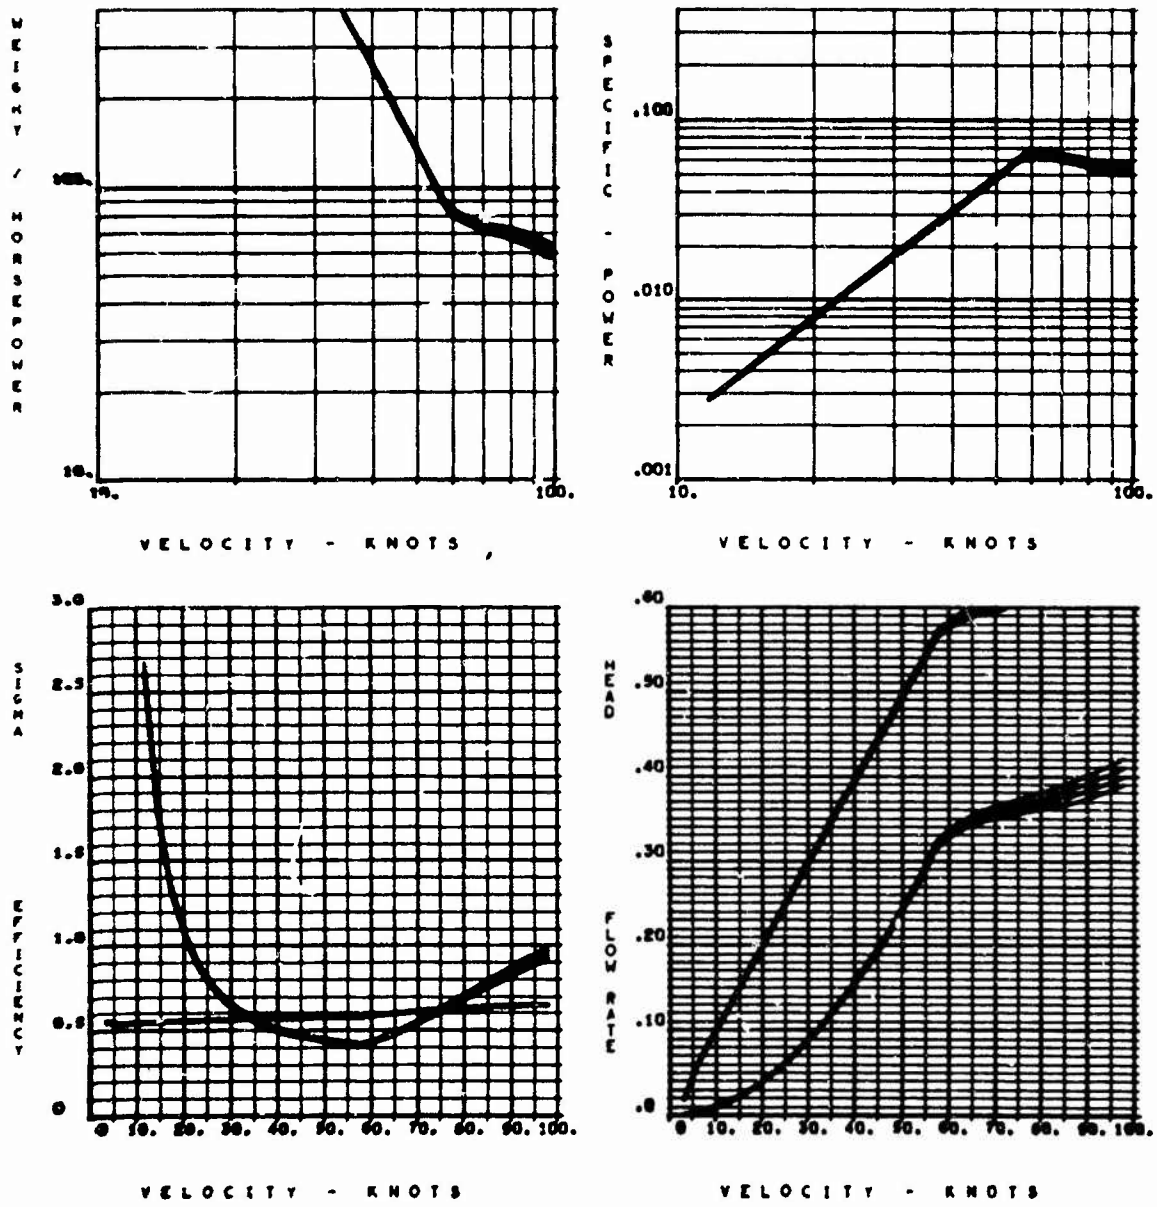 WEIGHT / HORSEPOWER
100.
10.
10.
100.
VELOCITY - KNOTS
SPECIFIC - POWER
.100
.010
.001
10.
100.
VELOCITY - KNOTS
SIGMA
EFFICIENCY
3.0
2.5
2.0
1.5
1.0
0.5
0
0 10. 20. 30. 40. 50. 60. 70. 80. 90. 100.
VELOCITY - KNOTS
HEAD
FLOW RATE
.60
.50
.40
.30
.20
.10
.0
0 10. 20. 30. 40. 50. 60. 70. 80. 90. 100.
VELOCITY - KNOTS